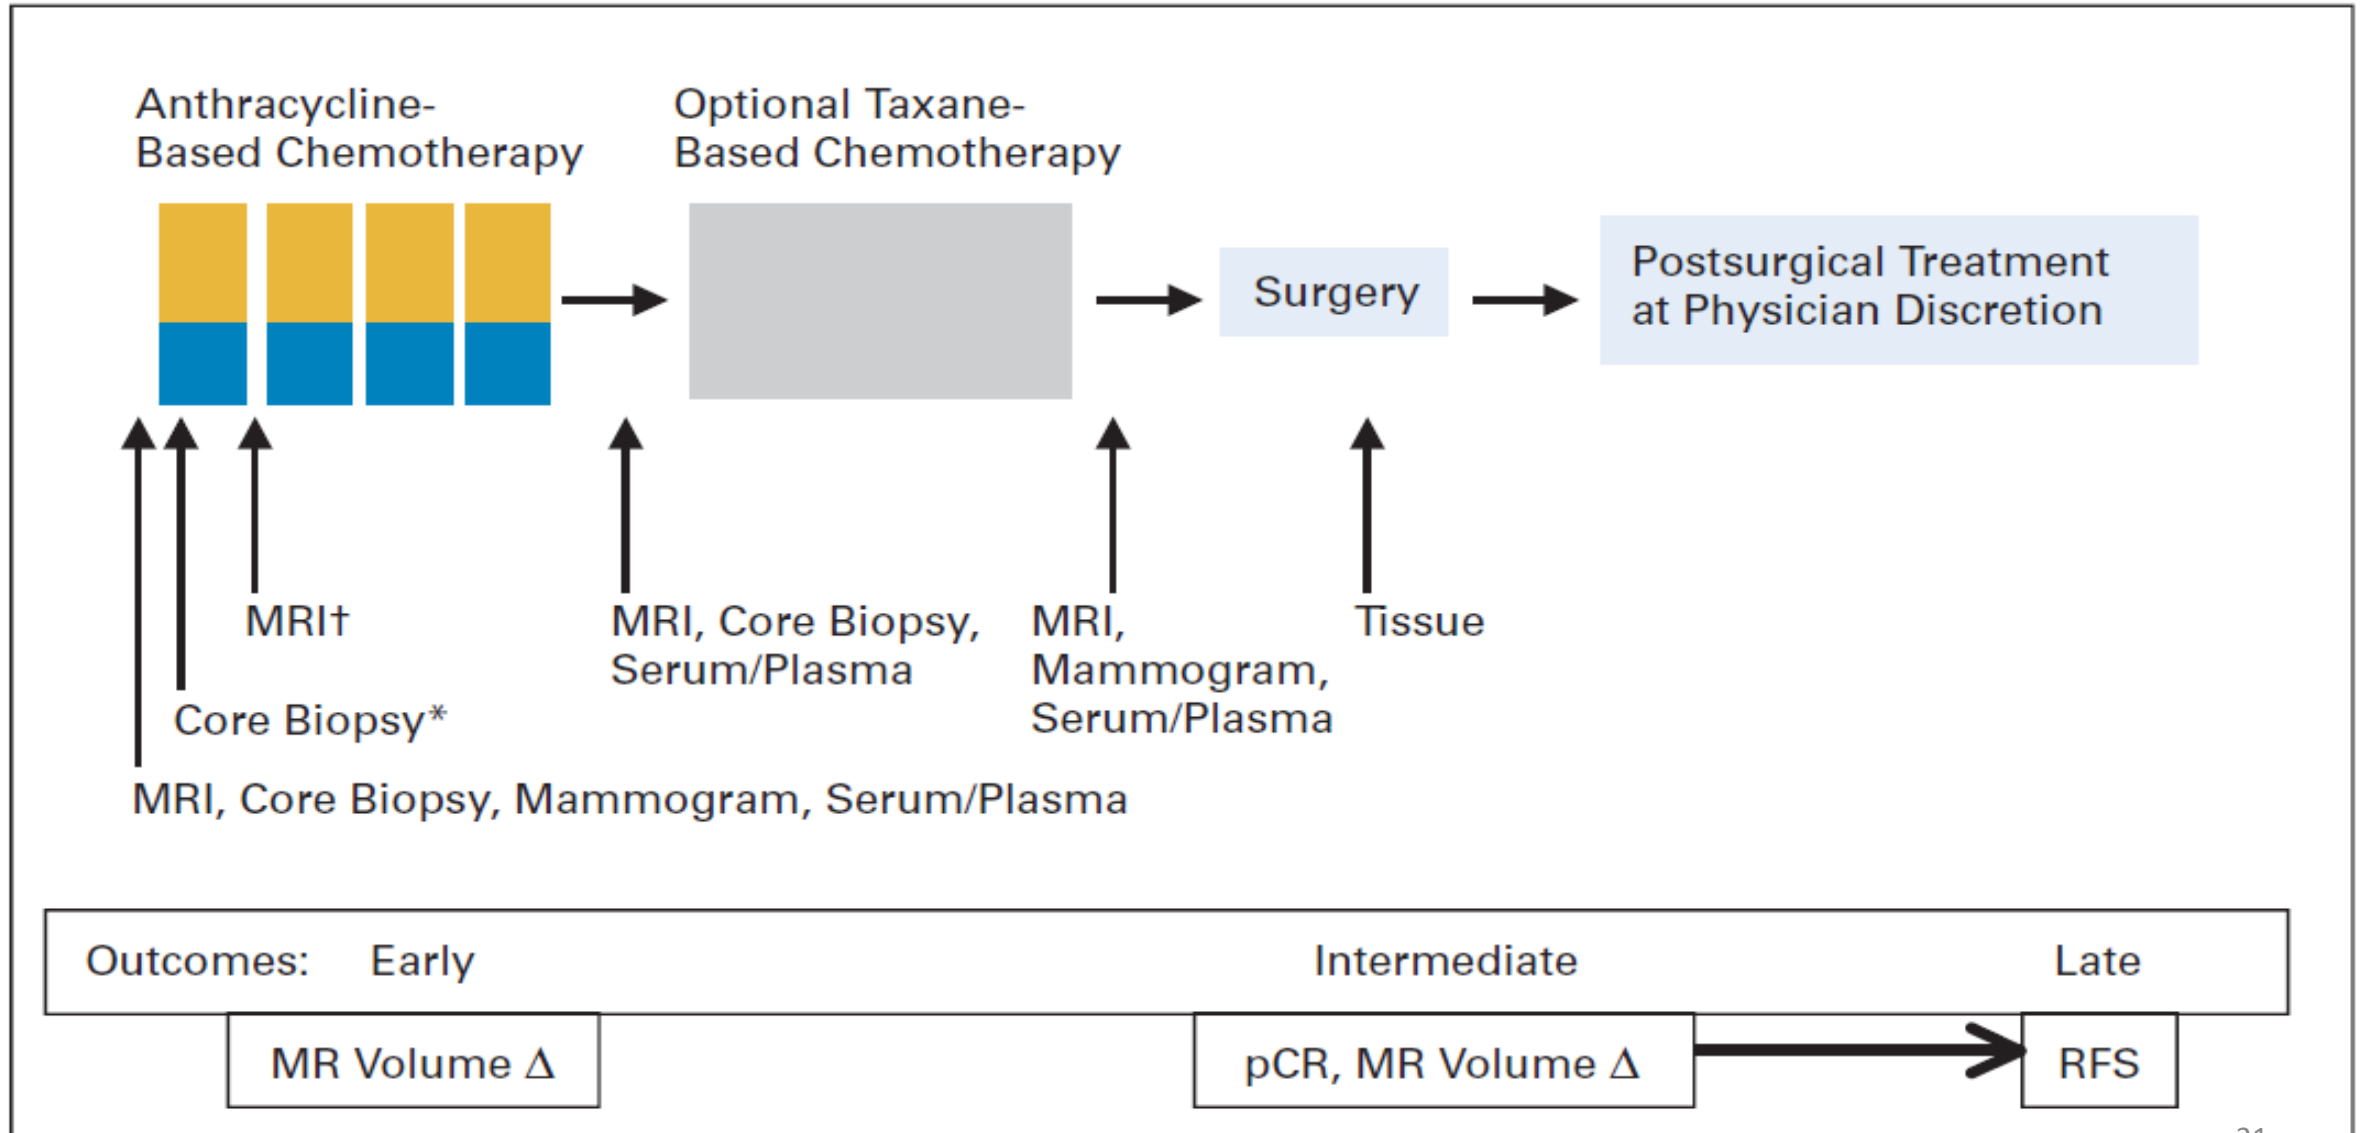 Anthracycline-
Based Chemotherapy
Optional Taxane-
Based Chemotherapy
Surgery
Postsurgical Treatment
at Physician Discretion
MRI†
MRI, Core Biopsy,
Serum/Plasma
MRI,
Mammogram,
Serum/Plasma
Tissue
Core Biopsy*
MRI, Core Biopsy, Mammogram, Serum/Plasma
Outcomes: Early Intermediate Late
MR Volume Δ
pCR, MR Volume Δ
RFS